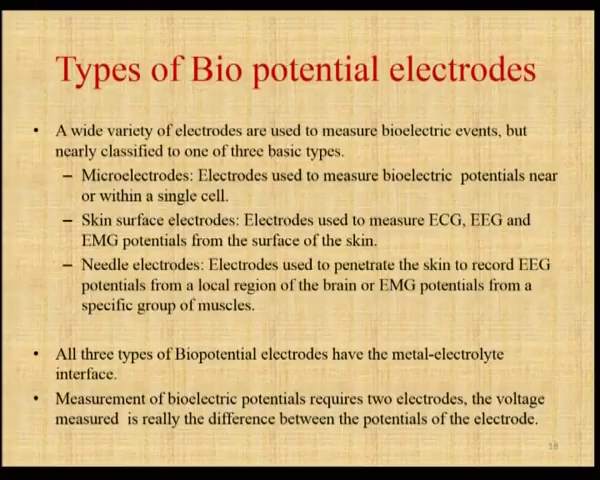 Types of Bio potential electrodes
• A wide variety of electrodes are used to measure bioelectric events, but
nearly classified to one of three basic types.
– Microelectrodes: Electrodes used to measure bioelectric potentials near
or within a single cell.
– Skin surface electrodes: Electrodes used to measure ECG, EEG and
EMG potentials from the surface of the skin.
– Needle electrodes: Electrodes used to penetrate the skin to record EEG
potentials from a local region of the brain or EMG potentials from a
specific group of muscles.
• All three types of Biopotential electrodes have the metal-electrolyte
interface.
• Measurement of bioelectric potentials requires two electrodes, the voltage
measured is really the difference between the potentials of the electrode.
18